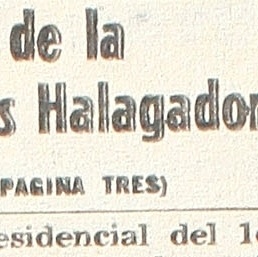 de la
s Halagador
PAGINA TRES)
esidencial del 1